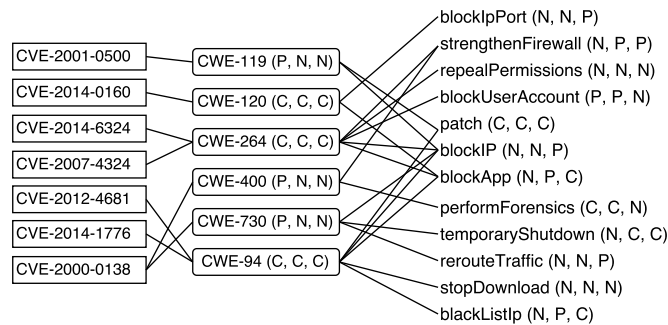 CVE-2001-0500
CVE-2014-0160
CVE-2014-6324
CVE-2007-4324
CVE-2012-4681
CVE-2014-1776
CVE-2000-0138
CWE-119 (P, N, N)
CWE-120 (C, C, C)
CWE-264 (C, C, C)
CWE-400 (P, N, N)
CWE-730 (P, N, N)
CWE-94 (C, C, C)
blockIpPort (N, N, P)
strengthenFirewall (N, P, P)
repealPermissions (N, N, N)
blockUserAccount (P, P, N)
patch (C, C, C)
blockIP (N, N, P)
blockApp (N, P, C)
performForensics (C, C, N)
temporaryShutdown (N, C, C)
rerouteTraffic (N, N, P)
stopDownload (N, N, N)
blackListIp (N, P, C)